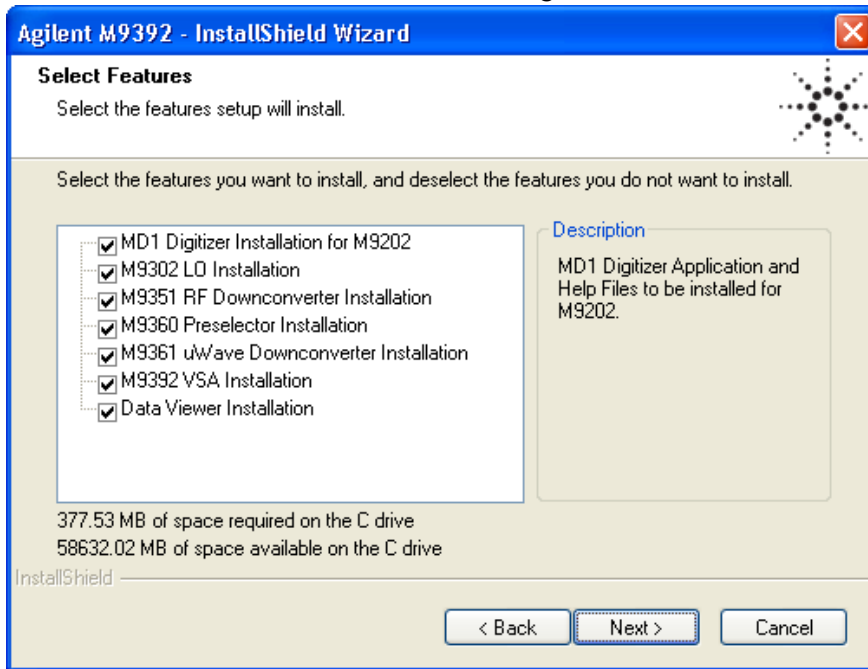 Agilent M9392 - InstallShield Wizard
Select Features
Select the features setup will install.
Select the features you want to install, and deselect the features you do not want to install.
MD1 Digitizer Installation for M9202
M9302 LO Installation
M9351 RF Downconverter Installation
M9360 Preselector Installation
M9361 uWave Downconverter Installation
M9392 VSA Installation
Data Viewer Installation
Description
MD1 Digitizer Application and
Help Files to be installed for
M9202.
377.53 MB of space required on the C drive
58632.02 MB of space available on the C drive
InstallShield
< Back
Next >
Cancel